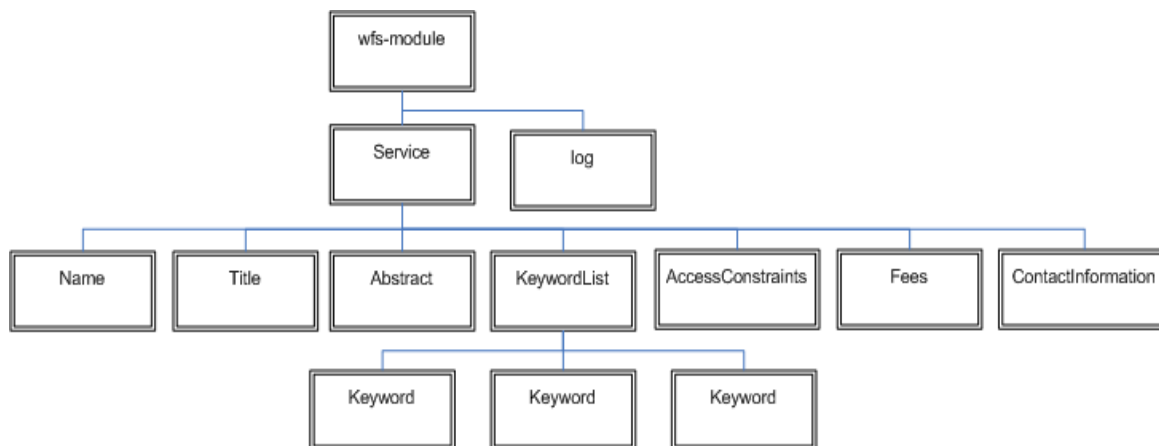 wfs-module
Service
log
Name
Title
Abstract
KeywordList
AccessConstraints
Fees
ContactInformation
Keyword
Keyword
Keyword